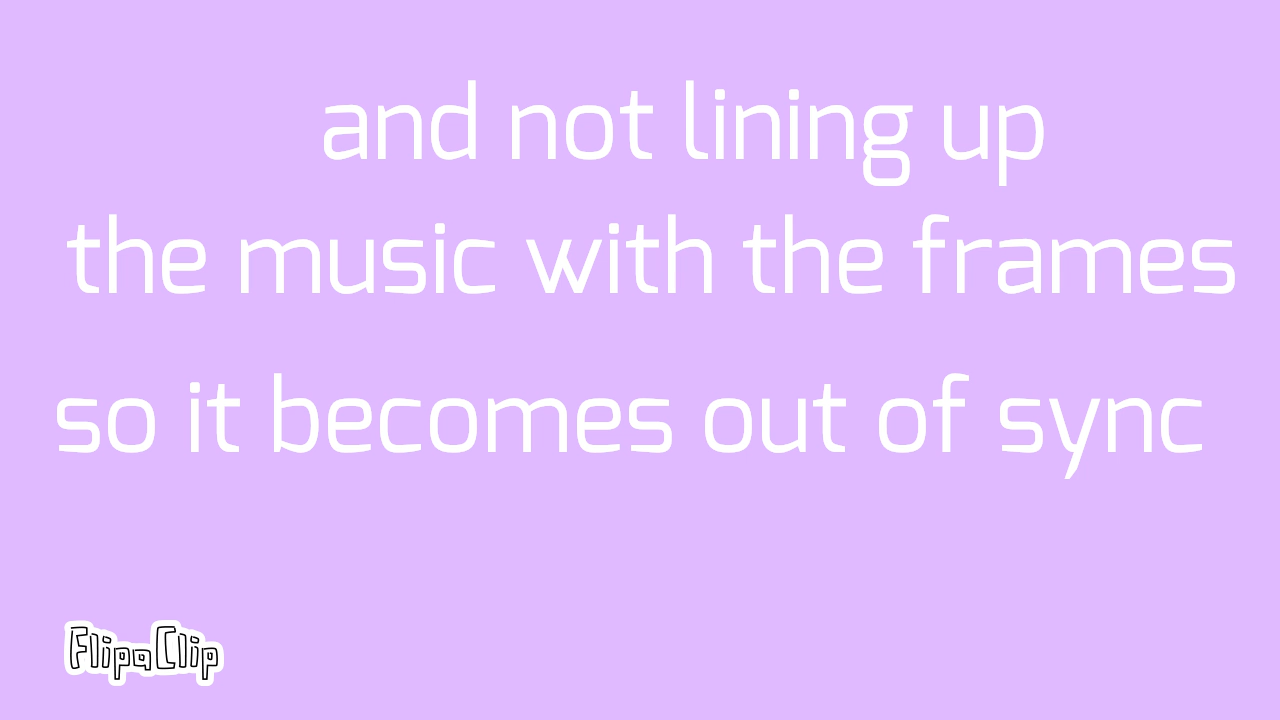 and not lining up
the music with the frames
so it becomes out of sync
FlipaClip